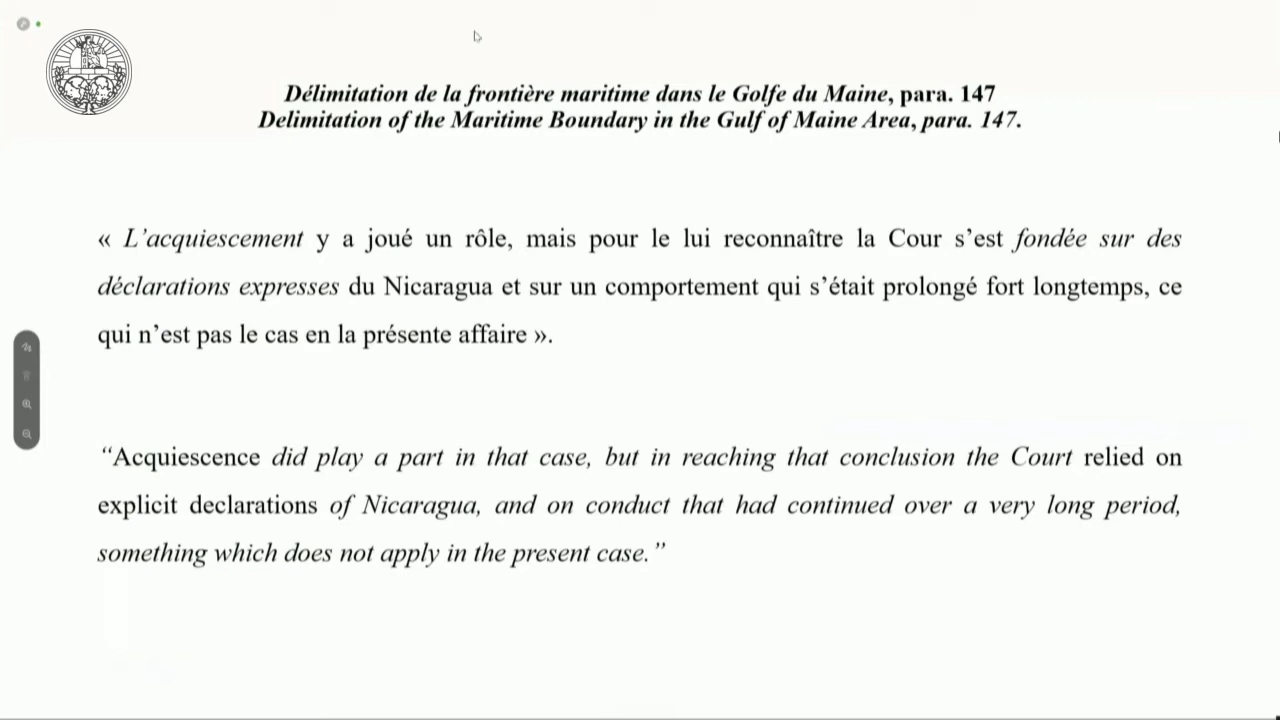 Délimitation de la frontière maritime dans le Golfe du Maine, para. 147
Delimitation of the Maritime Boundary in the Gulf of Maine Area, para. 147.
« L’acquiescement y a joué un rôle, mais pour le lui reconnaître la Cour s’est fondée sur des
déclarations expresses du Nicaragua et sur un comportement qui s’était prolongé fort longtemps, ce
qui n’est pas le cas en la présente affaire ».
“Acquiescence did play a part in that case, but in reaching that conclusion the Court relied on
explicit declarations of Nicaragua, and on conduct that had continued over a very long period,
something which does not apply in the present case.”